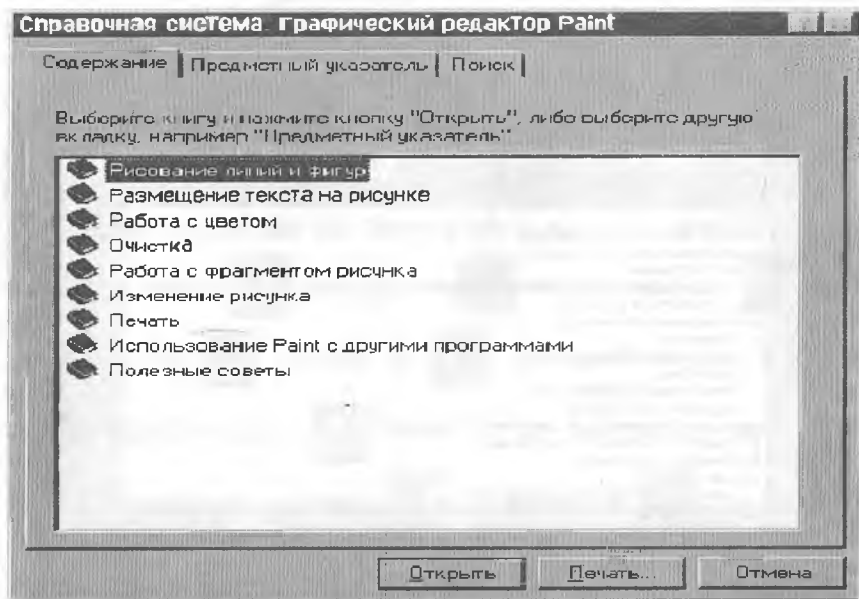 Справочная система: Графический редактор Paint
Содержание Предметный указатель Поиск
Выберите книгу и нажмите кнопку "Открыть", либо выберите другую
вкладку, например "Предметный указатель"
Рисование линий и фигур
Размещение текста на рисунке
Работа с цветом
Очистка
Работа с фрагментом рисунка
Изменение рисунка
Печать
Использование Paint с другими программами
Полезные советы
Открыть Печать... Отмена